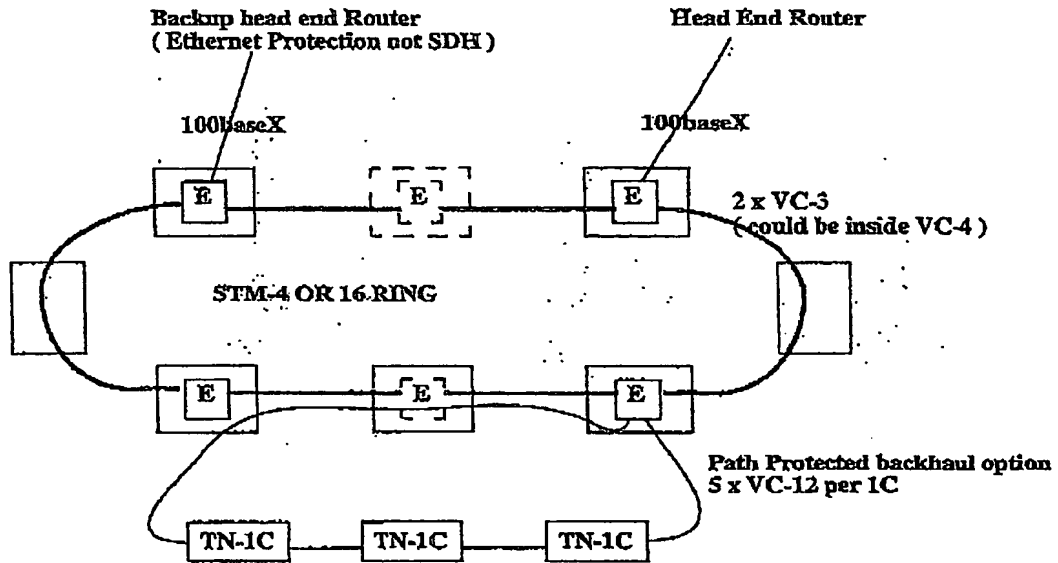 Backup head end Router
( Ethernet Protection not SDH )
Head End Router
100baseX
100baseX
E
E
E
2 x VC-3
( could be inside VC-4 )
STM-4 OR 16 RING
E
E
E
Path Protected backhaul option
5 x VC-12 per 1C
TN-1C
TN-1C
TN-1C